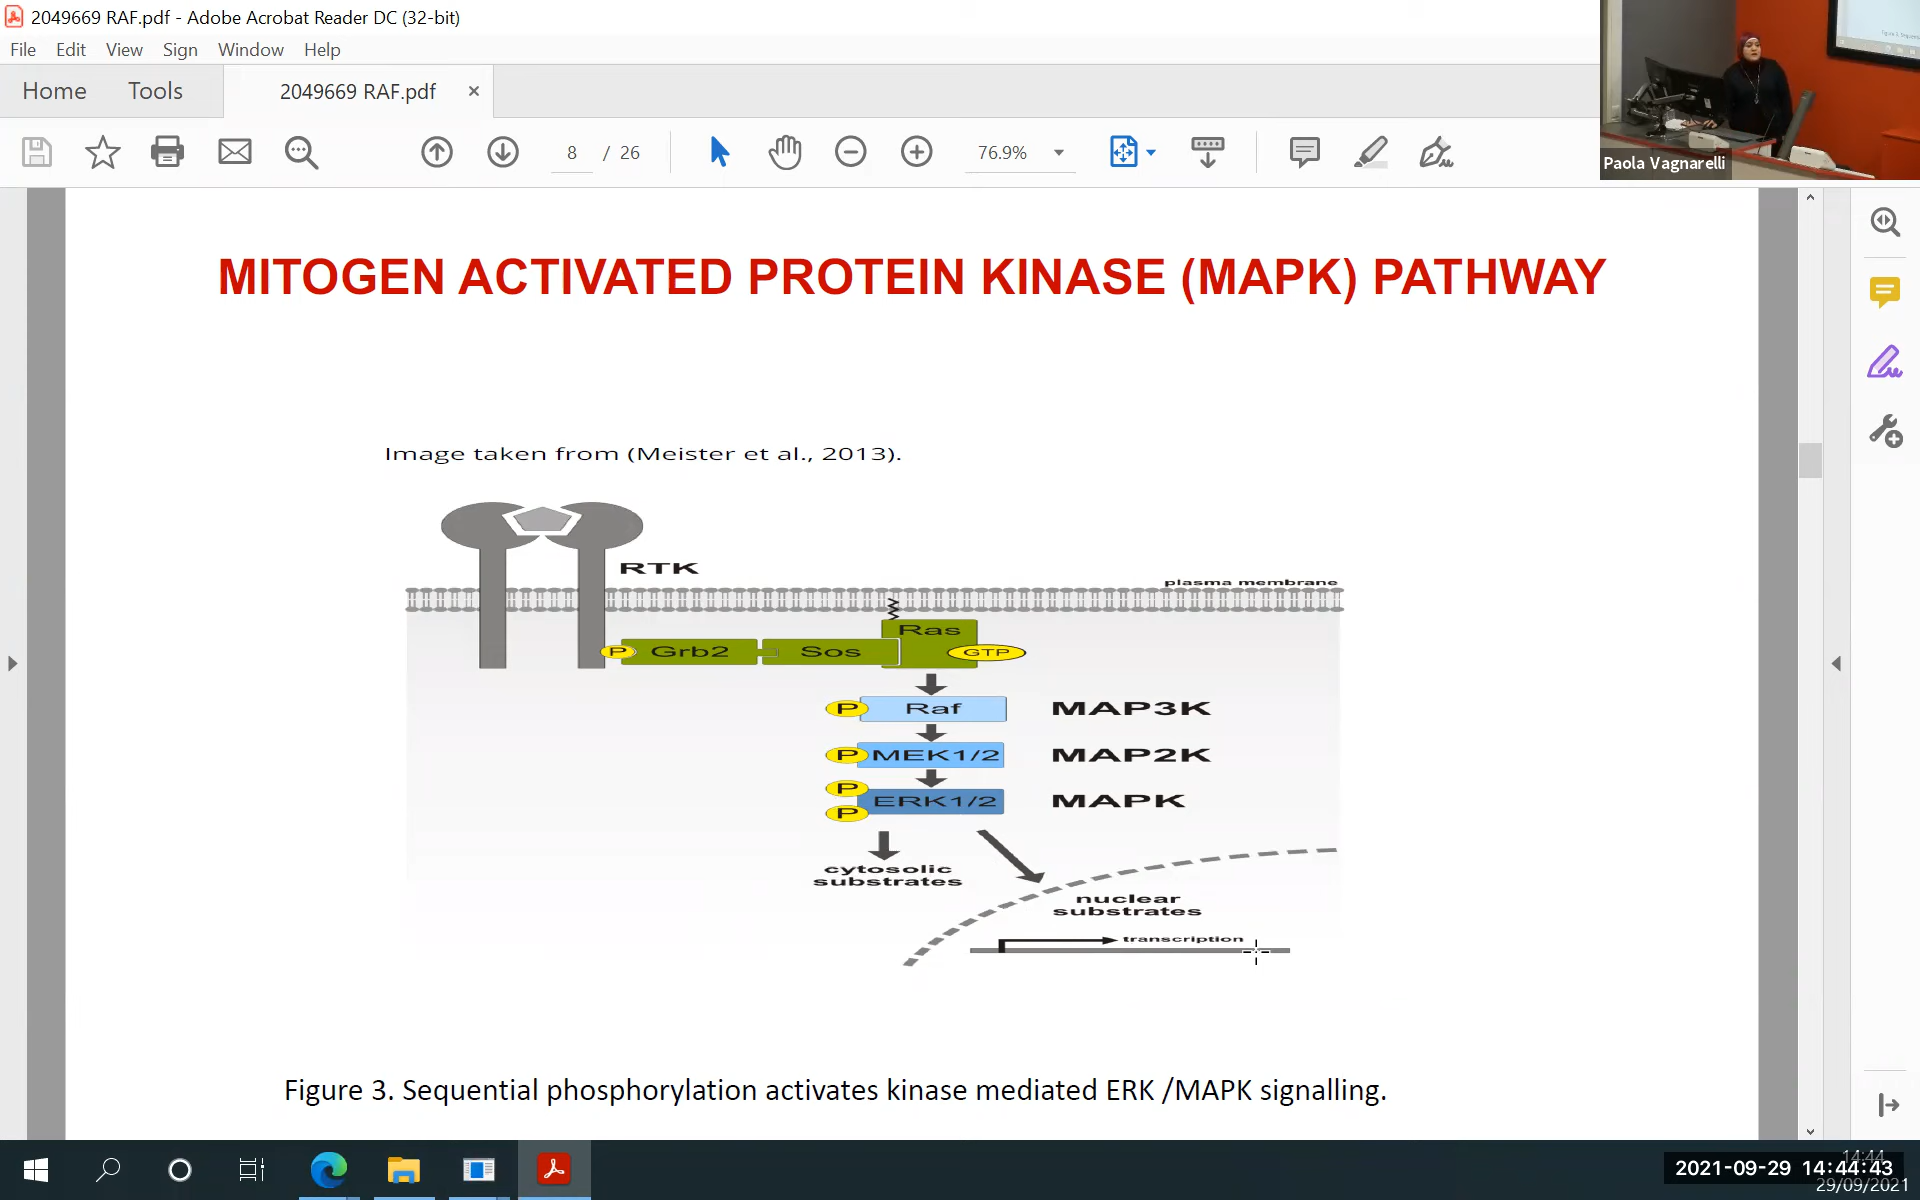 2049669 RAF.pdf - Adobe Acrobat Reader DC (32-bit)
File Edit View Sign Window Help
Home Tools 2049669 RAF.pdf ×
8 / 26 76.9%
Paola Vagnarelli
MITOGEN ACTIVATED PROTEIN KINASE (MAPK) PATHWAY
Image taken from (Meister et al., 2013).
RTK
plasma membrane
Ras
P Grb2 Sos GTP
P Raf MAP3K
P MEK1/2 MAP2K
P
ERK1/2 MAPK
P
cytosolic
substrates
nuclear
substrates
transcription
Figure 3. Sequential phosphorylation activates kinase mediated ERK /MAPK signalling.
14:44
2021-09-29 14:44:43
29/09/2021